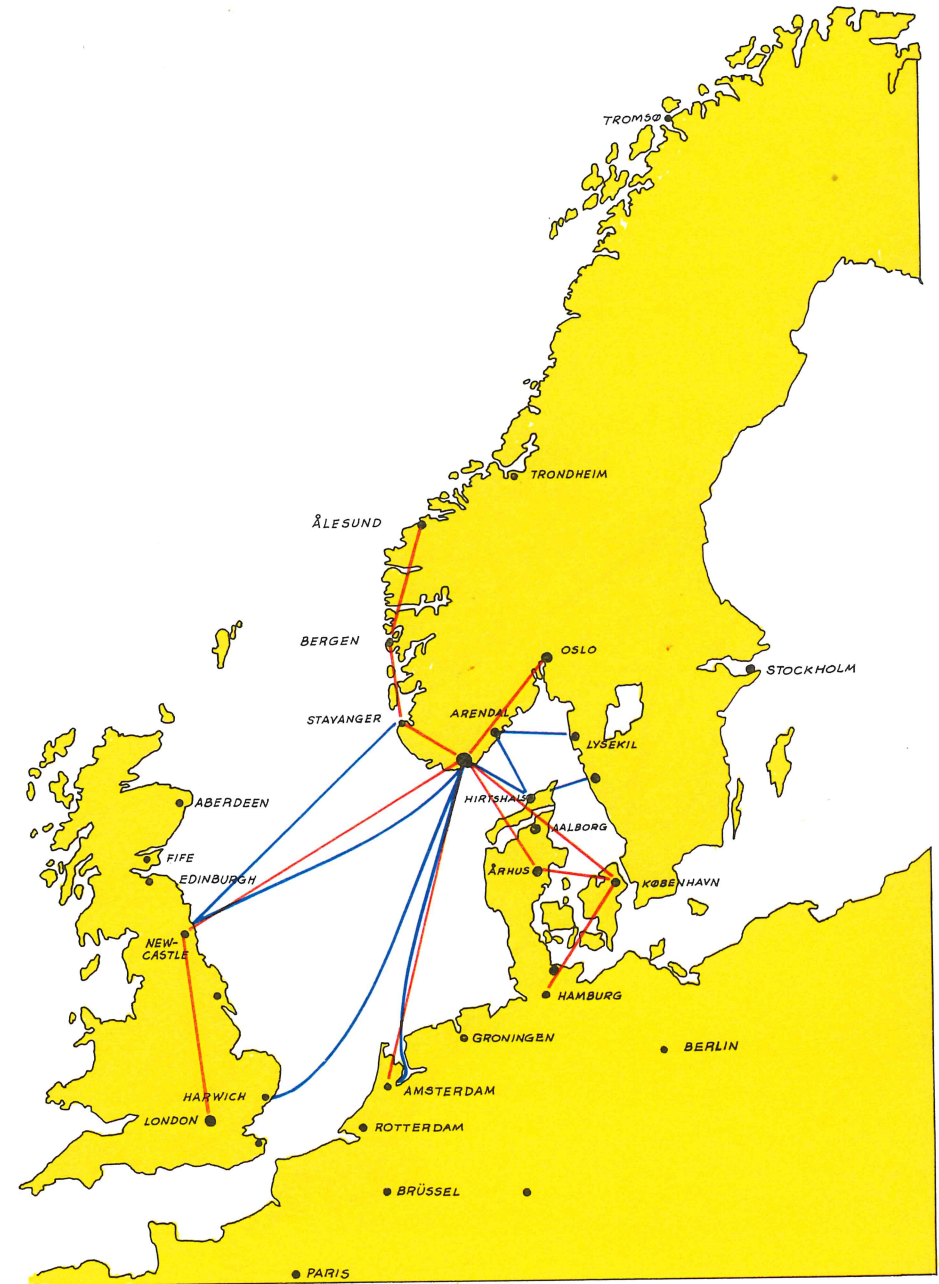 TROMSØ
TRONDHEIM
ÅLESUND
BERGEN
OSLO
STOCKHOLM
STAVANGER
ARENDAL
LYSEKIL
HIRTSHALS
ABERDEEN
AALBORG
FIFE
EDINBURGH
ÅRHUS
KØBENHAVN
NEW-
CASTLE
HAMBURG
GRONINGEN
BERLIN
HARWICH
AMSTERDAM
LONDON
ROTTERDAM
BRÜSSEL
PARIS